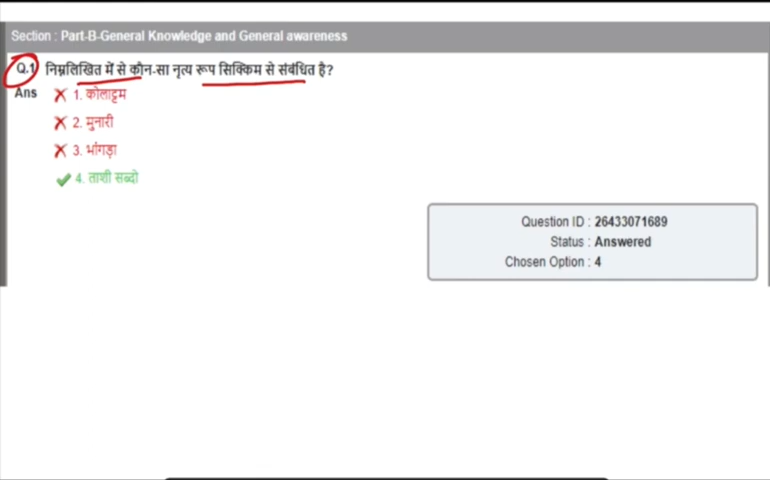 Section : Part-B-General Knowledge and General awareness
Q.1 निम्नलिखित में से कौन-सा नृत्य रूप सिक्किम से संबंधित है?
Ans 1. कोलाट्टम
2. मुनारी
3. भांगड़ा
4. ताशी सब्दो
Question ID : 26433071689
Status : Answered
Chosen Option : 4